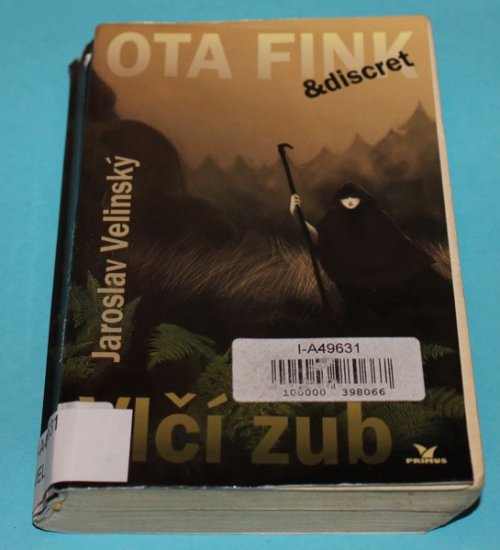 OTA FINK
&discret
Jaroslav Velinský
I-A49631
100000 398066
Vlčí zub
PRIMUS